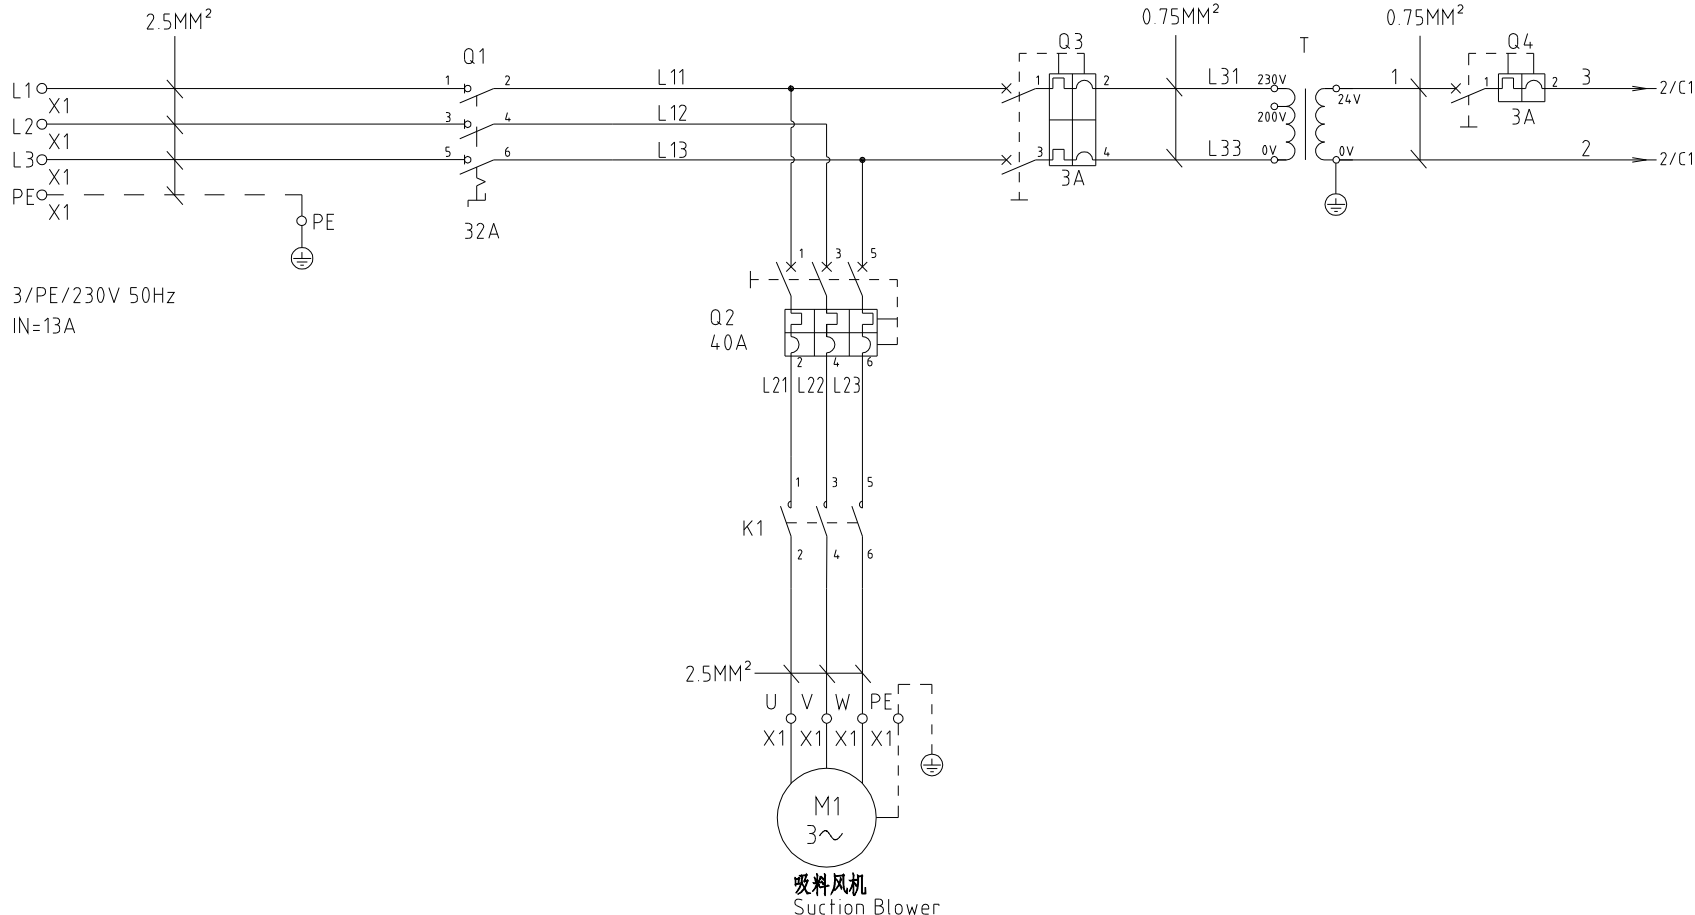 2.5MM²
0.75MM²
0.75MM²
Q1
Q3
T
Q4
L1 X1
1 2
L11
1 2
L31
230V
24V
1
1 2
3
2/C1
L2 X1
3 4
L12
200V
3A
L3 X1
5 6
L13
3 4
L33
0V
0V
2
2/C1
3A
PE X1
PE
32A
3/PE/230V 50Hz
IN=13A
1 3 5
Q2
40A
2 4 6
L21 L22 L23
1 3 5
K1
2 4 6
2.5MM²
U V W PE
X1 X1 X1 X1
M1
3~
吸料风机
Suction Blower